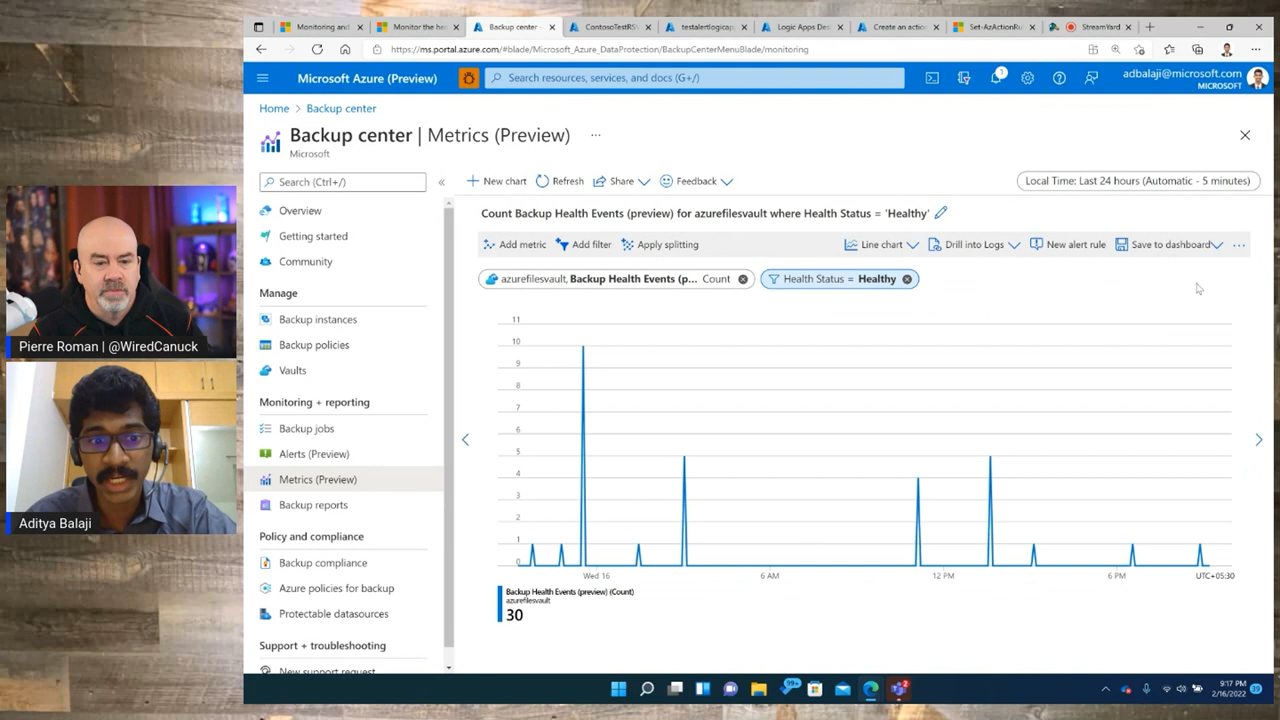 Monitoring and
Monitor the he
Backup center
ContosoTestRS
testalertlogicap
Logic Apps Des
Create an action
Set-AzActionRu
StreamYard
https://ms.portal.azure.com/#blade/Microsoft_Azure_DataProtection/BackupCenterMenuBlade/monitoring
Microsoft Azure (Preview)
Search resources, services, and docs (G+/)
1
adbalaji@microsoft.com
MICROSOFT
Home > Backup center
Backup center | Metrics (Preview) ...
Microsoft
Search (Ctrl+/)
«
Overview
Getting started
Community
Manage
Backup instances
Backup policies
Vaults
Monitoring + reporting
Backup jobs
Alerts (Preview)
Metrics (Preview)
Backup reports
Policy and compliance
Backup compliance
Azure policies for backup
Protectable datasources
Support + troubleshooting
New support request
New chart
Refresh
Share
Feedback
Local Time: Last 24 hours (Automatic - 5 minutes)
Count Backup Health Events (preview) for azurefilesvault where Health Status = 'Healthy'
Add metric
Add filter
Apply splitting
Line chart
Drill into Logs
New alert rule
Save to dashboard
...
azurefilesvault, Backup Health Events (p... Count
Health Status = Healthy
11
10
9
8
7
6
5
4
3
2
1
0
Wed 16
6 AM
12 PM
6 PM
UTC+05:30
Backup Health Events (preview) (Count)
azurefilesvault
30
Pierre Roman | @WiredCanuck
Aditya Balaji
99+
2
9:17 PM
2/16/2022